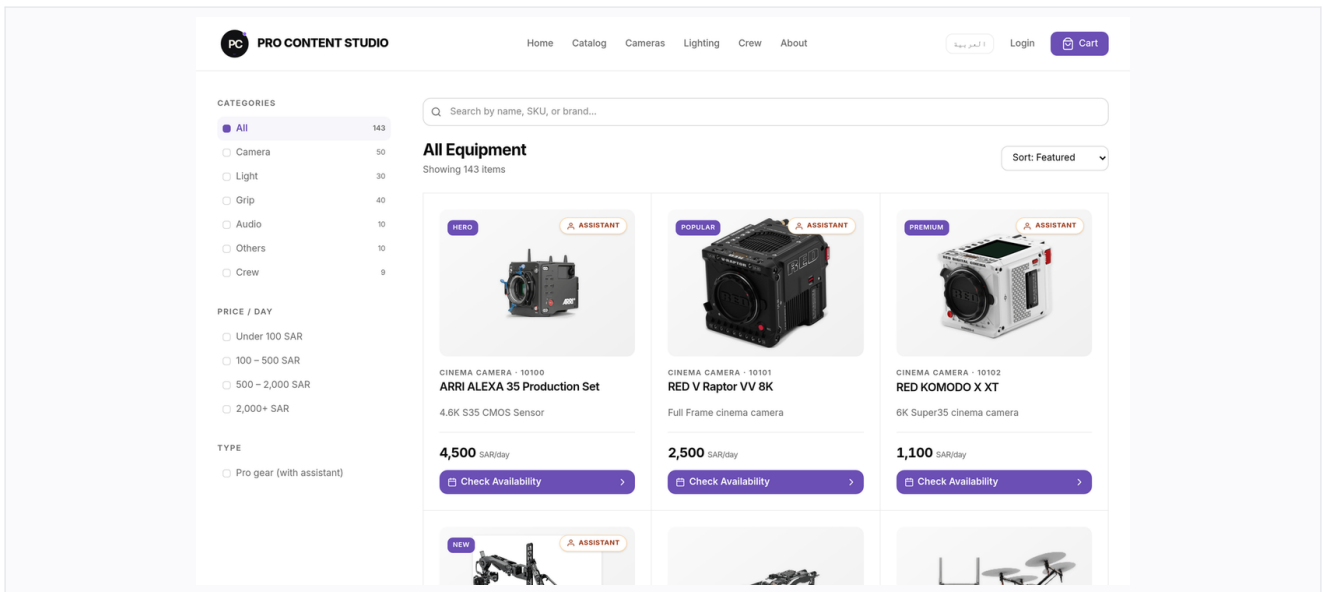 PC PRO CONTENT STUDIO
Home Catalog Cameras Lighting Crew About
العربية Login Cart
CATEGORIES
All 143
Camera 50
Light 30
Grip 40
Audio 10
Others 10
Crew 9
PRICE / DAY
Under 100 SAR
100 – 500 SAR
500 – 2,000 SAR
2,000+ SAR
TYPE
Pro gear (with assistant)
Search by name, SKU, or brand...
All Equipment
Showing 143 items
Sort: Featured
HERO ASSISTANT
ARRI
CINEMA CAMERA · 10100
ARRI ALEXA 35 Production Set
4.6K S35 CMOS Sensor
4,500 SAR/day
Check Availability
POPULAR ASSISTANT
RED
CINEMA CAMERA · 10101
RED V Raptor VV 8K
Full Frame cinema camera
2,500 SAR/day
Check Availability
PREMIUM ASSISTANT
RED
CINEMA CAMERA · 10102
RED KOMODO X XT
6K Super35 cinema camera
1,100 SAR/day
Check Availability
NEW ASSISTANT